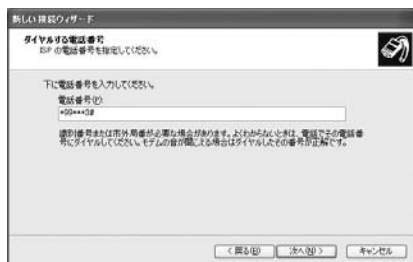 新しい接続ウィザード
ダイヤルする電話番号
ISP の電話番号を指定してください。
下に電話番号を入力してください。
電話番号(P):
*99***3#
識別番号または市外局番が必要な場合があります。よくわからないときは、電話でその電話番
号にダイヤルしてください。モデムの音が聞こえる場合はダイヤルしたその番号が正解です。
< 戻る(B)
次へ(N) >
キャンセル